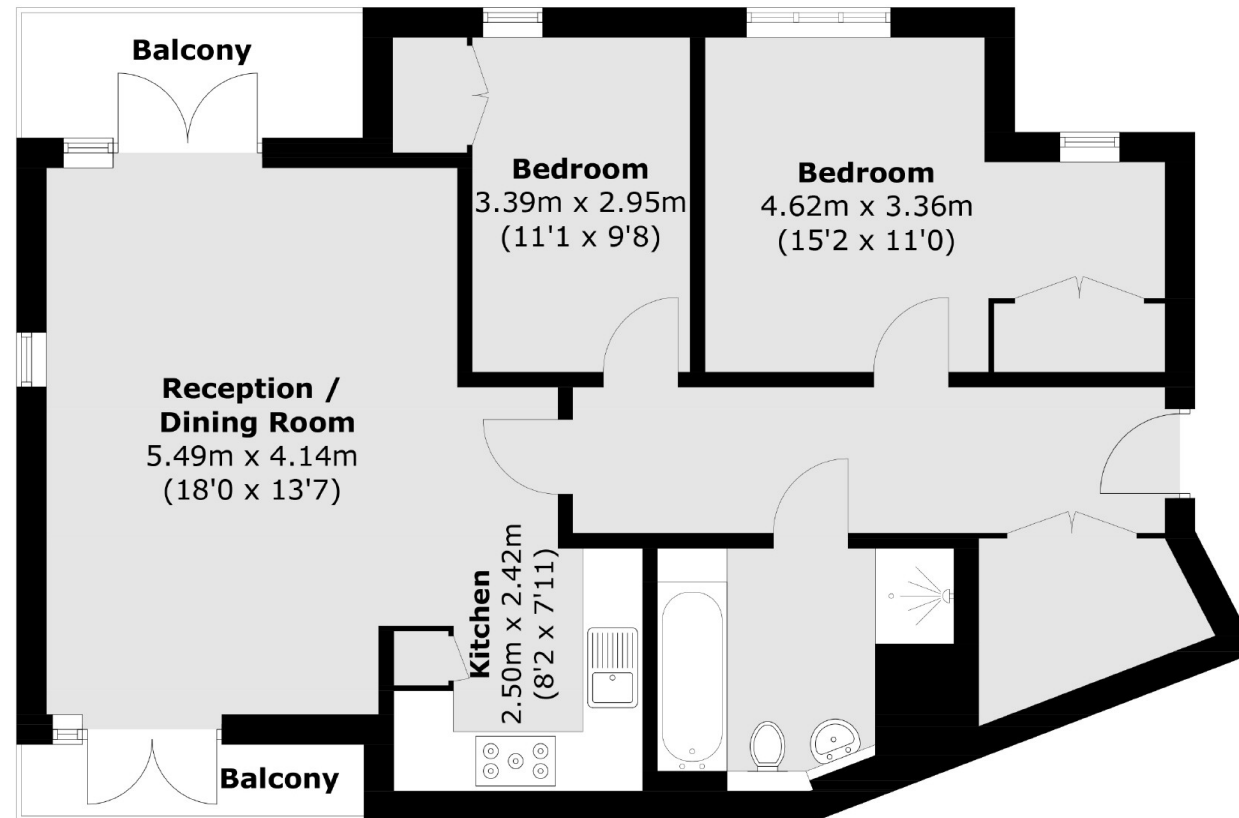 Balcony
Bedroom
3.39m x 2.95m
(11'1 x 9'8)
Bedroom
4.62m x 3.36m
(15'2 x 11'0)
Reception /
Dining Room
5.49m x 4.14m
(18'0 x 13'7)
Kitchen
2.50m x 2.42m
(8'2 x 7'11)
Balcony